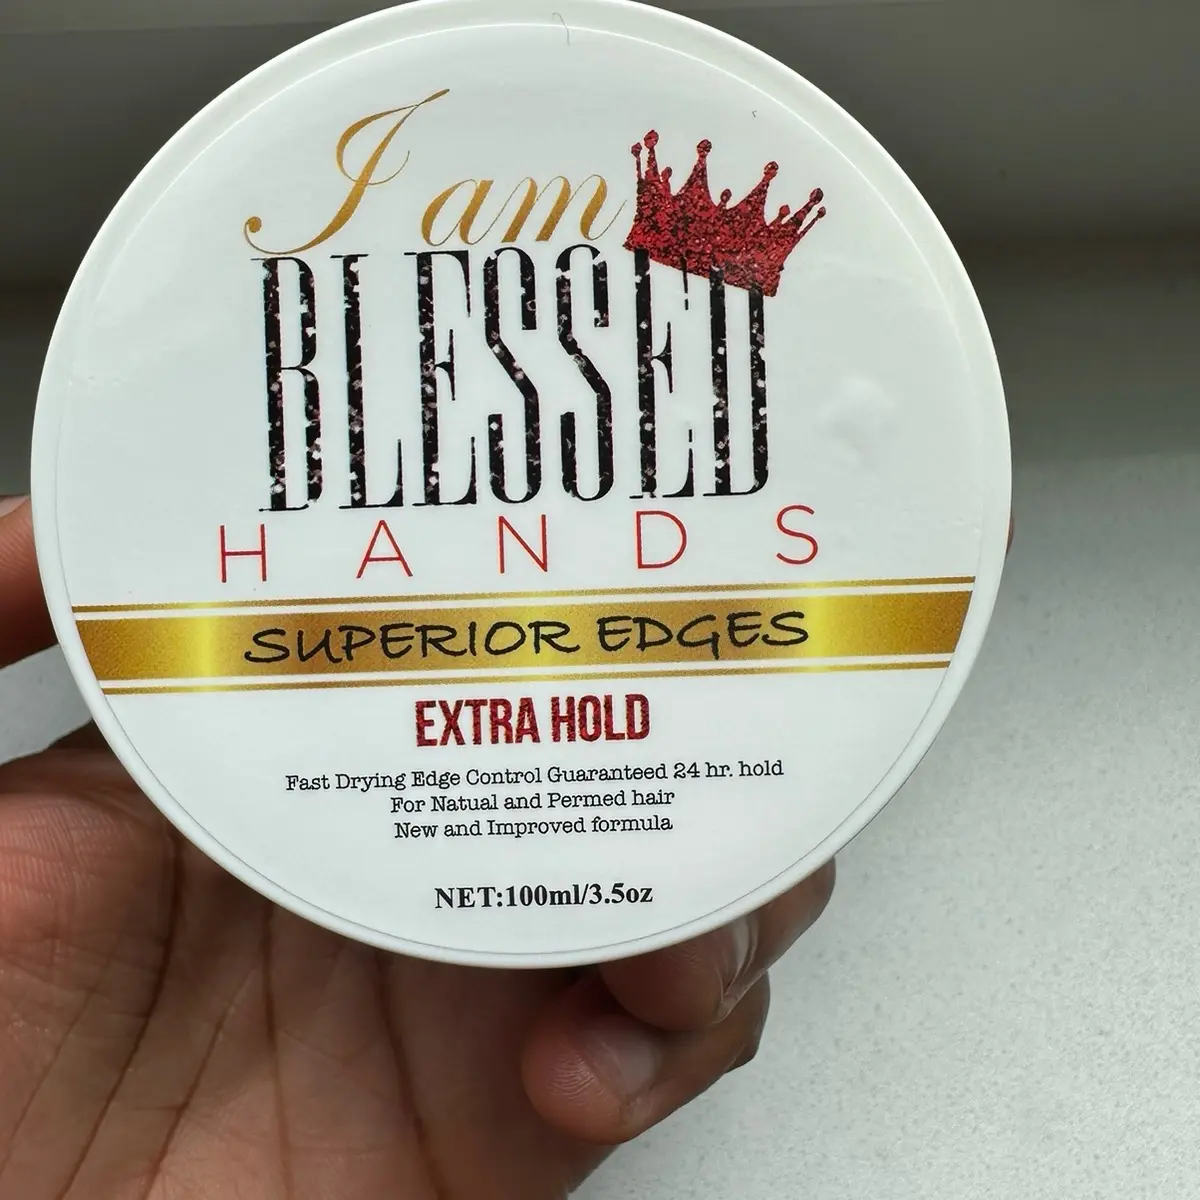 I am
BLESSED
HANDS
SUPERIOR EDGES
EXTRA HOLD
Fast Drying Edge Control Guaranteed 24 hr. hold
For Natual and Permed hair
New and Improved formula
NET:100ml/3.5oz